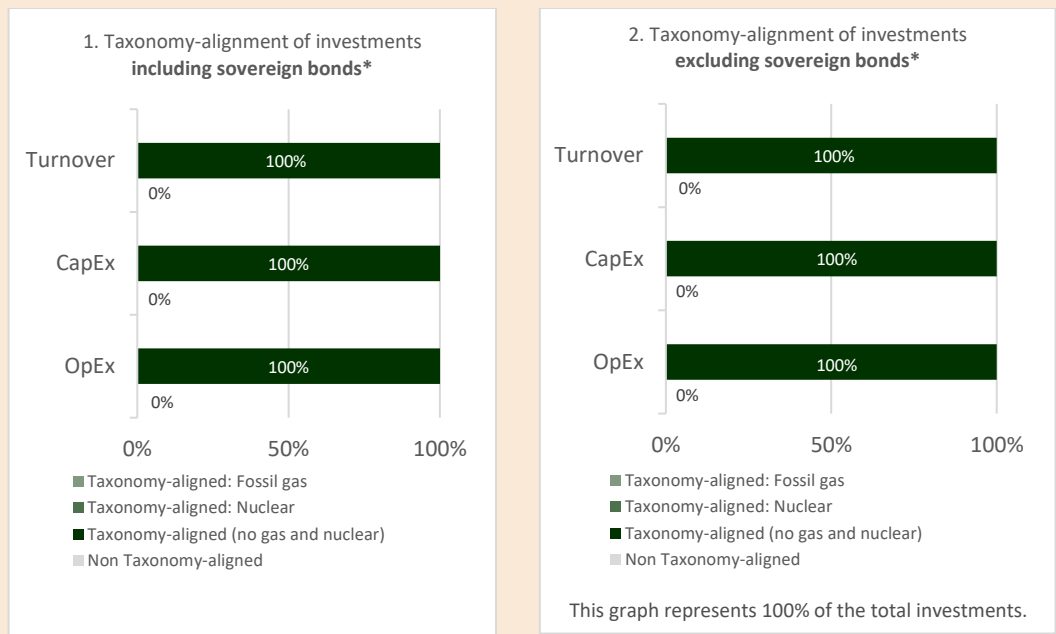 1. Taxonomy-alignment of investments
including sovereign bonds*
0%
50%
100%
Turnover
100%
0%
CapEx
100%
0%
OpEx
100%
0%
0%
50%
100%
Taxonomy-aligned: Fossil gas
Taxonomy-aligned: Nuclear
Taxonomy-aligned (no gas and nuclear)
Non Taxonomy-aligned
2. Taxonomy-alignment of investments
excluding sovereign bonds*
Turnover
100%
0%
CapEx
100%
0%
OpEx
100%
0%
0%
50%
100%
Taxonomy-aligned: Fossil gas
Taxonomy-aligned: Nuclear
Taxonomy-aligned (no gas and nuclear)
Non Taxonomy-aligned
This graph represents 100% of the total investments.